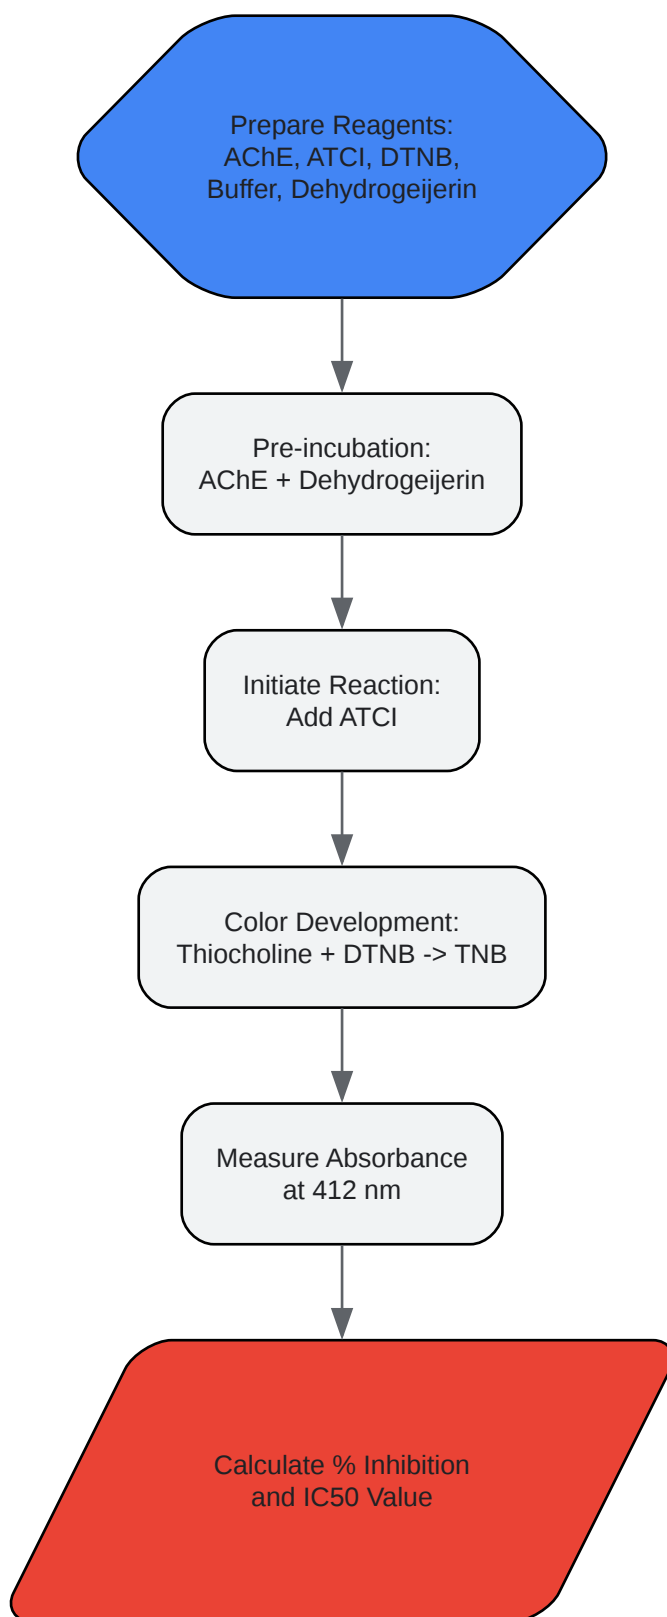 Prepare Reagents:
AChE, ATCI, DTNB,
Buffer, Dehydrogeijerin
Pre-incubation:
AChE + Dehydrogeijerin
Initiate Reaction:
Add ATCI
Color Development:
Thiocholine + DTNB -> TNB
Measure Absorbance
at 412 nm
Calculate % Inhibition
and IC50 Value